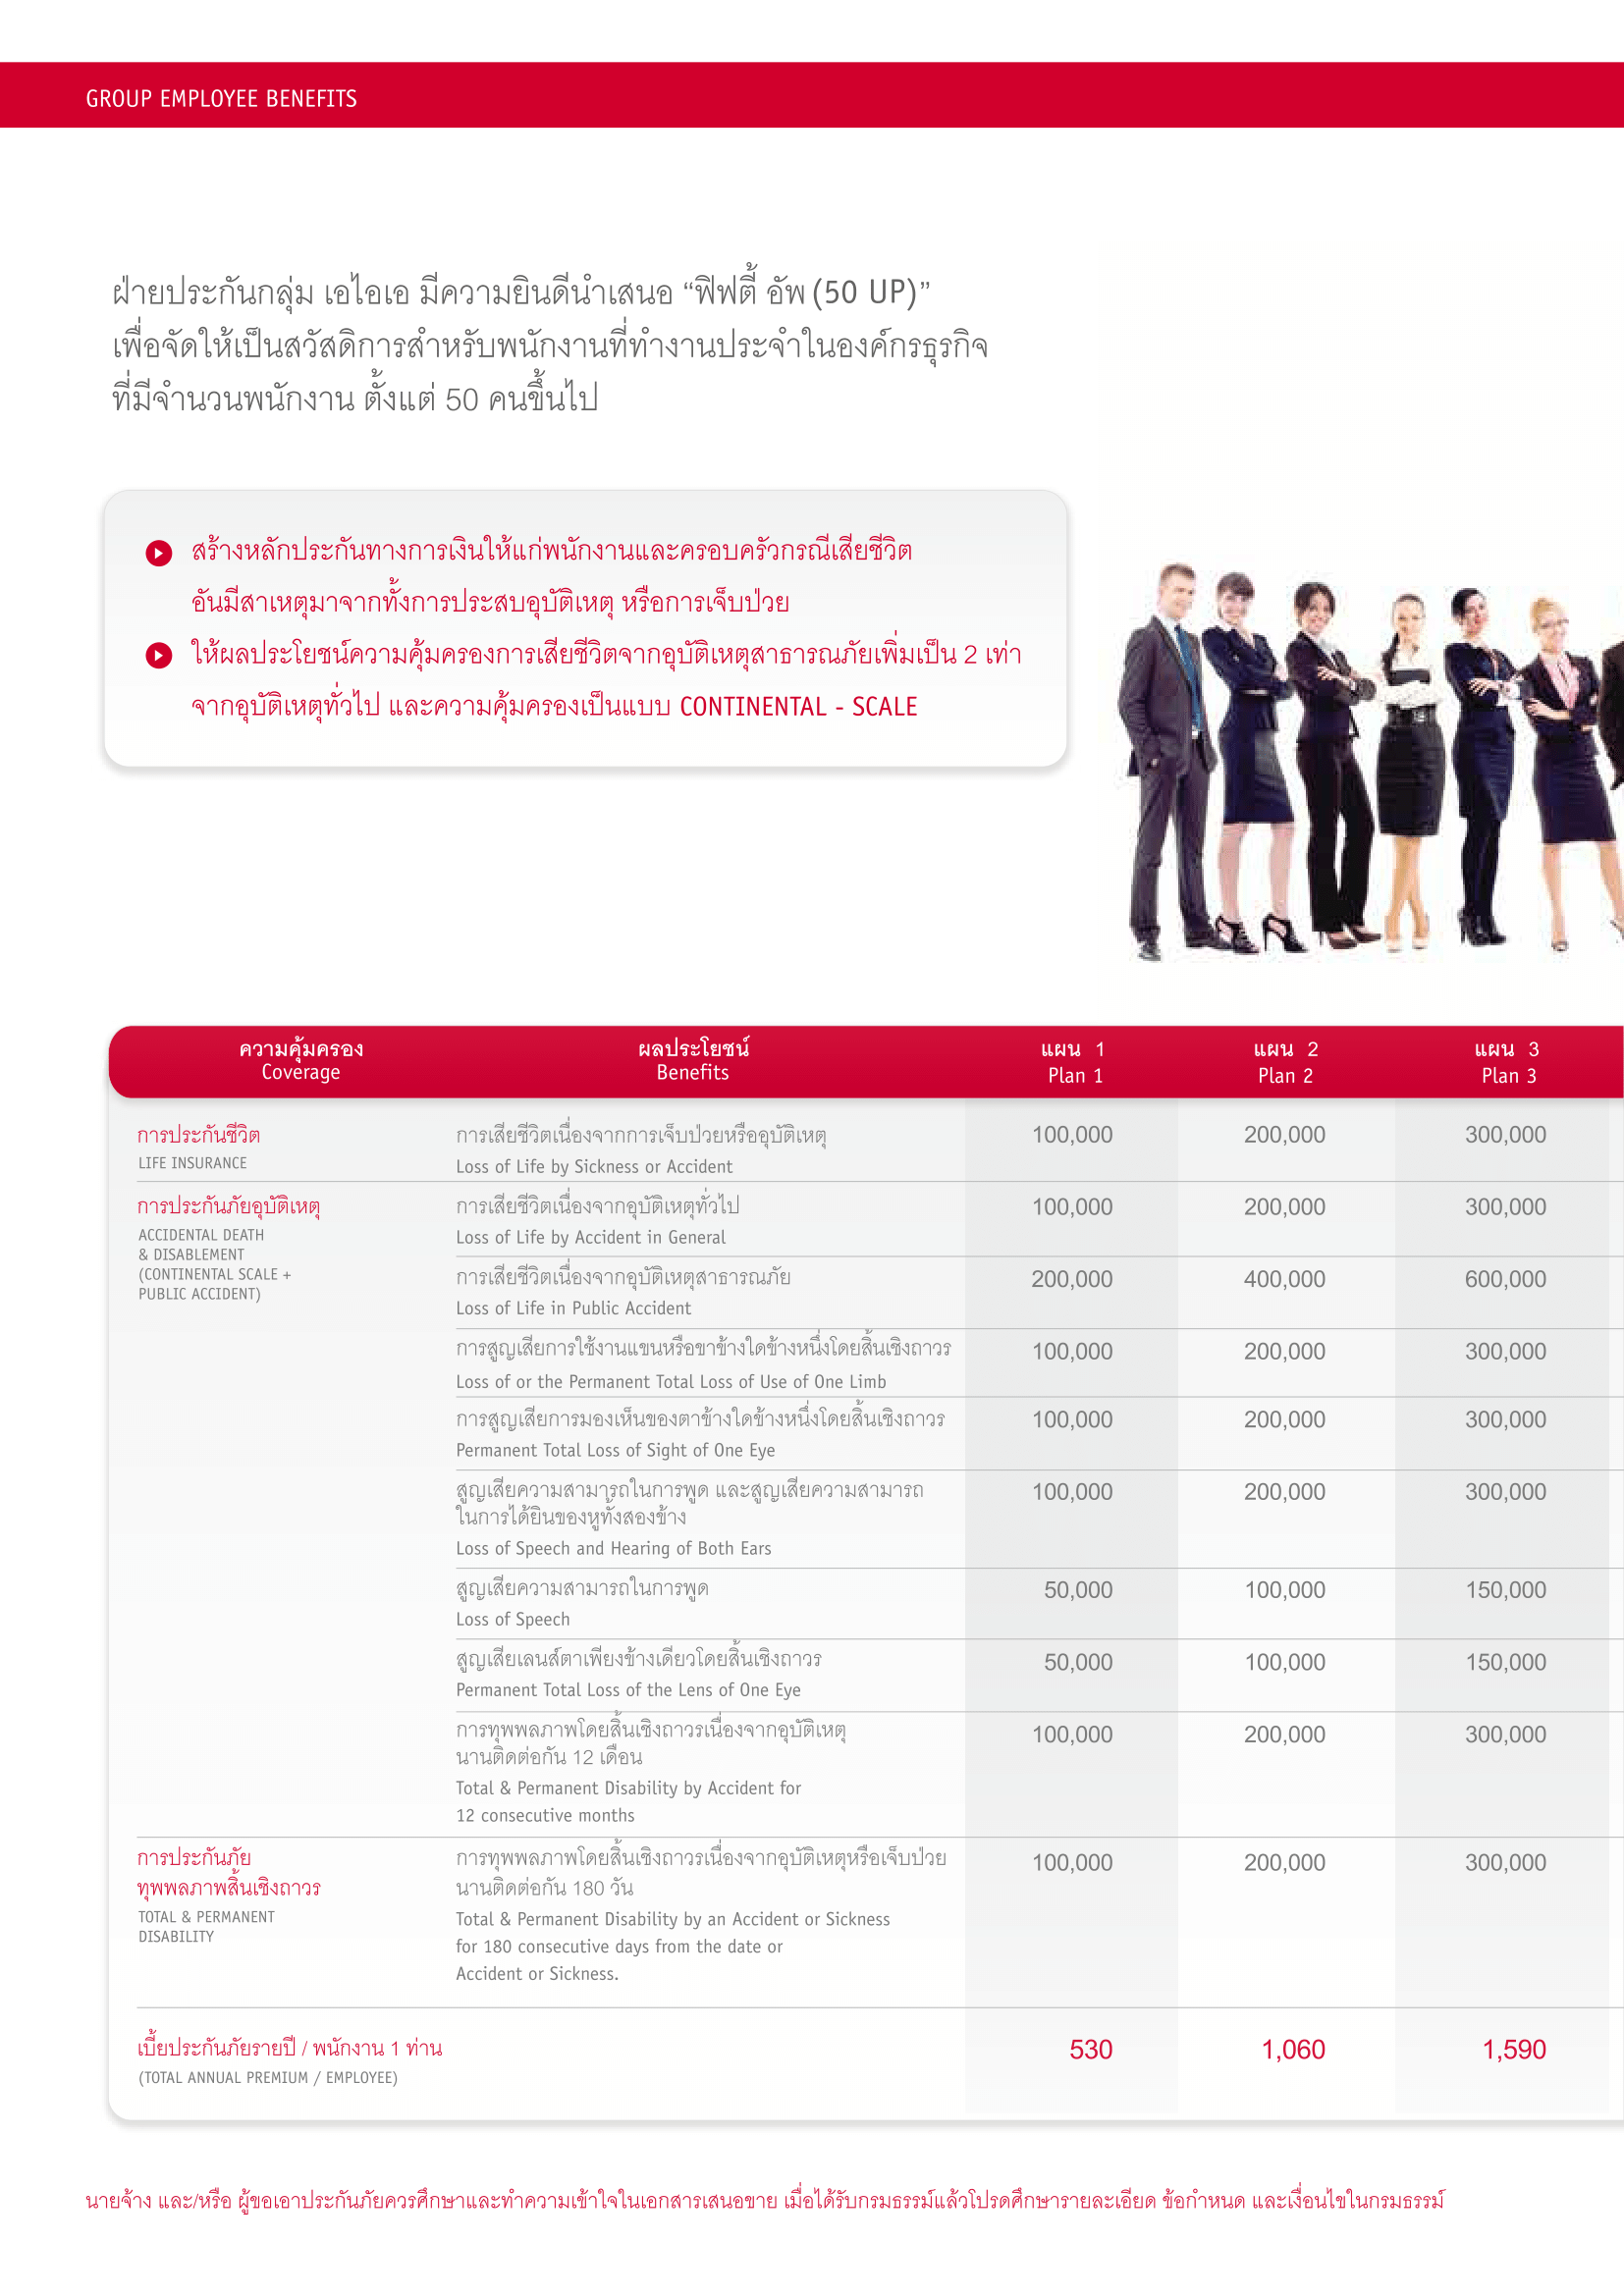 GROUP EMPLOYEE BENEFITS
ฝ่ายประกันกลุ่ม เอไอเอ มีความยินดีนำเสนอ “ฟิฟตี้ อัพ (50 UP)”
เพื่อจัดให้เป็นสวัสดิการสำหรับพนักงานที่ทำงานประจำในองค์กรธุรกิจ
ที่มีจำนวนพนักงาน ตั้งแต่ 50 คนขึ้นไป
สร้างหลักประกันทางการเงินให้แก่พนักงานและครอบครัวกรณีเสียชีวิต
อันมีสาเหตุมาจากทั้งการประสบอุบัติเหตุ หรือการเจ็บป่วย
ให้ผลประโยชน์ความคุ้มครองการเสียชีวิตจากอุบัติเหตุสาธารณภัยเพิ่มเป็น 2 เท่า
จากอุบัติเหตุทั่วไป และความคุ้มครองเป็นแบบ CONTINENTAL - SCALE
ความคุ้มครอง ผลประโยชน์ แผน 1 แผน 2 แผน 3
Coverage Benefits Plan 1 Plan 2 Plan 3
การประกันชีวิต การเสียชีวิตเนื่องจากการเจ็บป่วยหรืออุบัติเหตุ 100,000 200,000 300,000
LIFE INSURANCE Loss of Life by Sickness or Accident
การประกันภัยอุบัติเหตุ การเสียชีวิตเนื่องจากอุบัติเหตุทั่วไป 100,000 200,000 300,000
ACCIDENTAL DEATH Loss of Life by Accident in General
& DISABLEMENT
(CONTINENTAL SCALE + การเสียชีวิตเนื่องจากอุบัติเหตุสาธารณภัย 200,000 400,000 600,000
PUBLIC ACCIDENT) Loss of Life in Public Accident
การสูญเสียการใช้งานแขนหรือขาข้างใดข้างหนึ่งโดยสิ้นเชิงถาวร 100,000 200,000 300,000
Loss of or the Permanent Total Loss of Use of One Limb
การสูญเสียการมองเห็นของตาข้างใดข้างหนึ่งโดยสิ้นเชิงถาวร 100,000 200,000 300,000
Permanent Total Loss of Sight of One Eye
สูญเสียความสามารถในการพูด และสูญเสียความสามารถ 100,000 200,000 300,000
ในการได้ยินของหูทั้งสองข้าง
Loss of Speech and Hearing of Both Ears
สูญเสียความสามารถในการพูด 50,000 100,000 150,000
Loss of Speech
สูญเสียเลนส์ตาเพียงข้างเดียวโดยสิ้นเชิงถาวร 50,000 100,000 150,000
Permanent Total Loss of the Lens of One Eye
การทุพพลภาพโดยสิ้นเชิงถาวรเนื่องจากอุบัติเหตุ 100,000 200,000 300,000
นานติดต่อกัน 12 เดือน
Total & Permanent Disability by Accident for
12 consecutive months
การประกันภัย การทุพพลภาพโดยสิ้นเชิงถาวรเนื่องจากอุบัติเหตุหรือเจ็บป่วย 100,000 200,000 300,000
ทุพพลภาพสิ้นเชิงถาวร นานติดต่อกัน 180 วัน
TOTAL & PERMANENT Total & Permanent Disability by an Accident or Sickness
DISABILITY for 180 consecutive days from the date or
Accident or Sickness.
เบี้ยประกันภัยรายปี / พนักงาน 1 ท่าน 530 1,060 1,590
(TOTAL ANNUAL PREMIUM / EMPLOYEE)
นายจ้าง และ/หรือ ผู้ขอเอาประกันภัยควรศึกษาและทำความเข้าใจในเอกสารเสนอขาย เมื่อได้รับกรมธรรม์แล้วโปรดศึกษารายละเอียด ข้อกำหนด และเงื่อนไขในกรมธรรม์